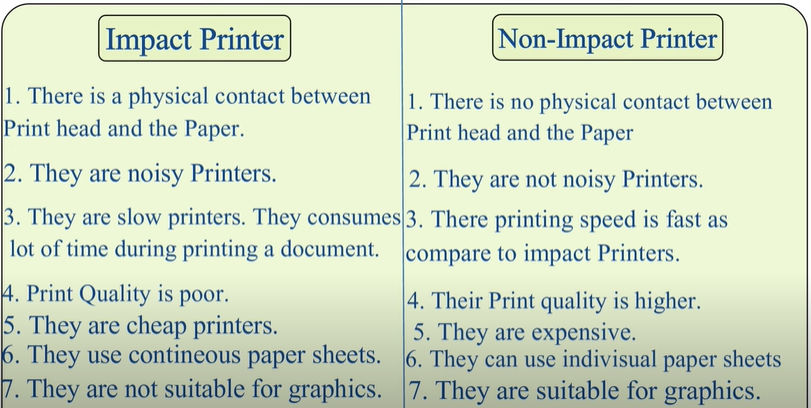 Impact Printer
1. There is a physical contact between
Print head and the Paper.
2. They are noisy Printers.
3. They are slow printers. They consumes
lot of time during printing a document.
4. Print Quality is poor.
5. They are cheap printers.
6. They use contineous paper sheets.
7. They are not suitable for graphics.
Non-Impact Printer
1. There is no physical contact between
Print head and the Paper
2. They are not noisy Printers.
3. There printing speed is fast as
compare to impact Printers.
4. Their Print quality is higher.
5. They are expensive.
6. They can use indivisual paper sheets
7. They are suitable for graphics.